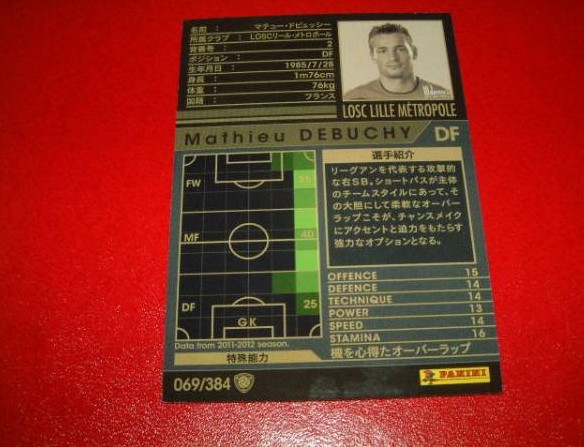 名前 : マテュー・ドビュッシー
所属クラブ : LOSCリール・メトロポール
背番号 : 2
ポジション : DF
生年月日 : 1985/7/28
身長 : 1m76cm
体重 : 76kg
国籍 : フランス
LOSC LILLE MÉTROPOLE
Mathieu DEBUCHY DF
選手紹介
リーグアンを代表する攻撃的
な右SB。ショートパスが主体
のチームスタイルにあって、そ
の大胆にして柔軟なオーバー
ラップこそが、チャンスメイク
にアクセントと迫力をもたらす
強力なオプションとなる。
FW 35
MF 40
DF 25
GK
OFFENCE 15
DEFENCE 14
TECHNIQUE 14
POWER 13
SPEED 14
STAMINA 16
Data from 2011-2012 season.
特殊能力 機を心得たオーバーラップ
069/384
PANINI